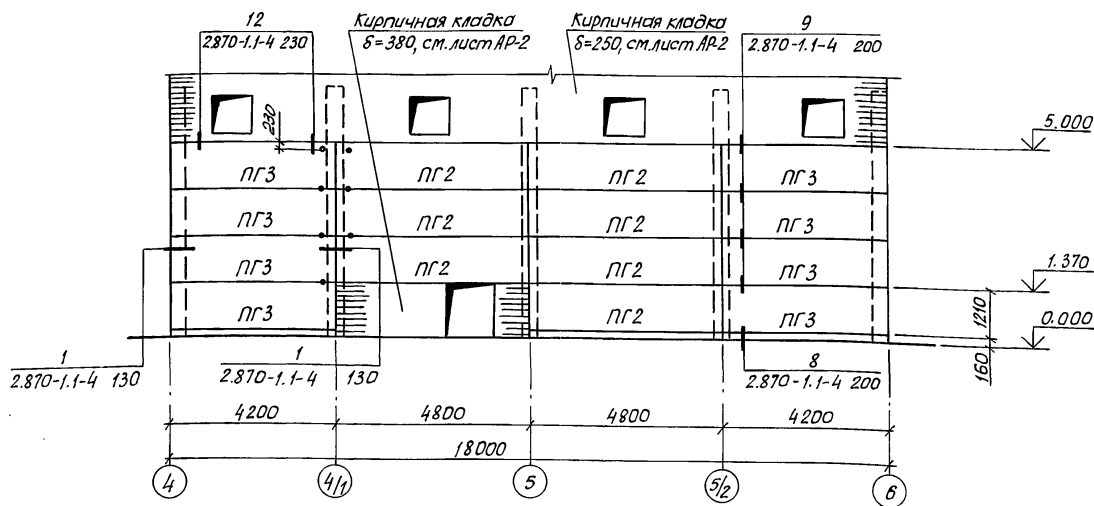 12
2.870-1.1-4 230
Кирпичная кладка
δ=380, см.лист АР-2
Кирпичная кладка
δ=250, см.лист АР-2
9
2.870-1.1-4 200
230
5.000
ПГ3 ПГ2 ПГ2 ПГ3
ПГ3 ПГ2 ПГ2 ПГ3
ПГ3 ПГ2 ПГ2 ПГ3
1.370
ПГ3 ПГ2 ПГ3
1210
0.000
160
1
2.870-1.1-4 130
1
2.870-1.1-4 130
8
2.870-1.1-4 200
4200 4800 4800 4200
18000
4 4/1 5 5/2 6